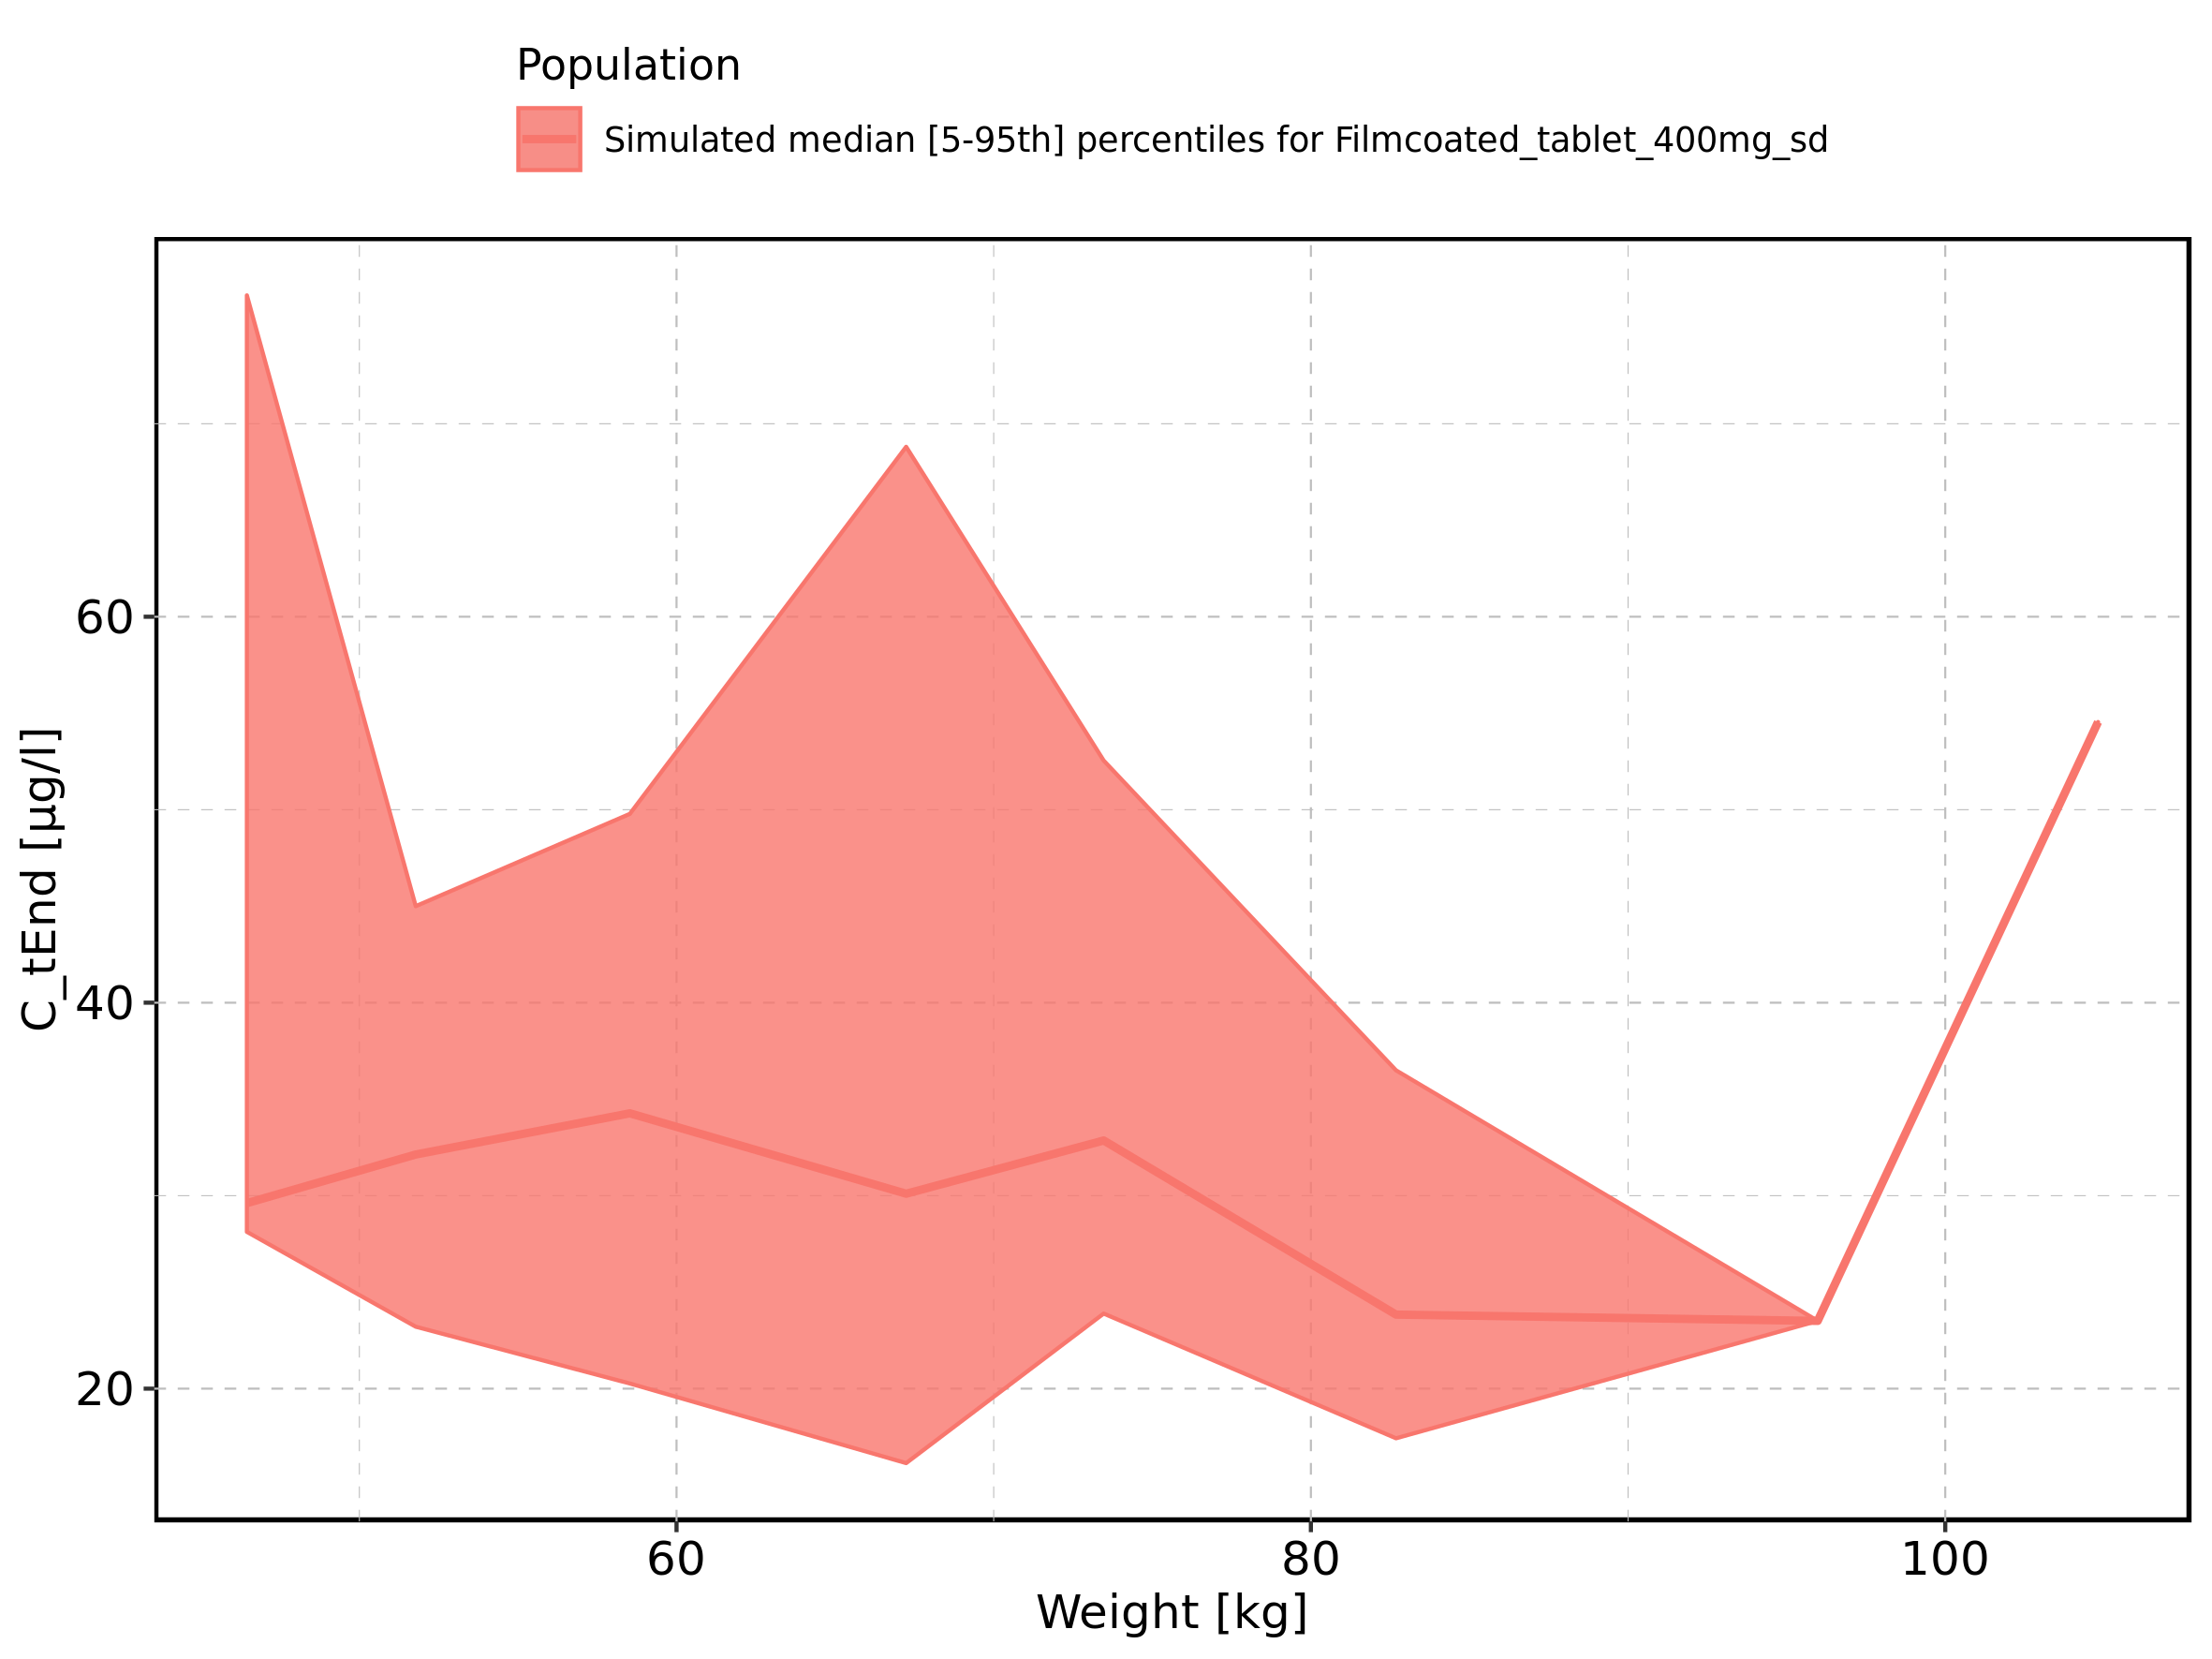 Population
Simulated median [5-95th] percentiles for Filmcoated_tablet_400mg_sd
C_tEnd [µg/l]
60
40
20
60
80
100
Weight [kg]